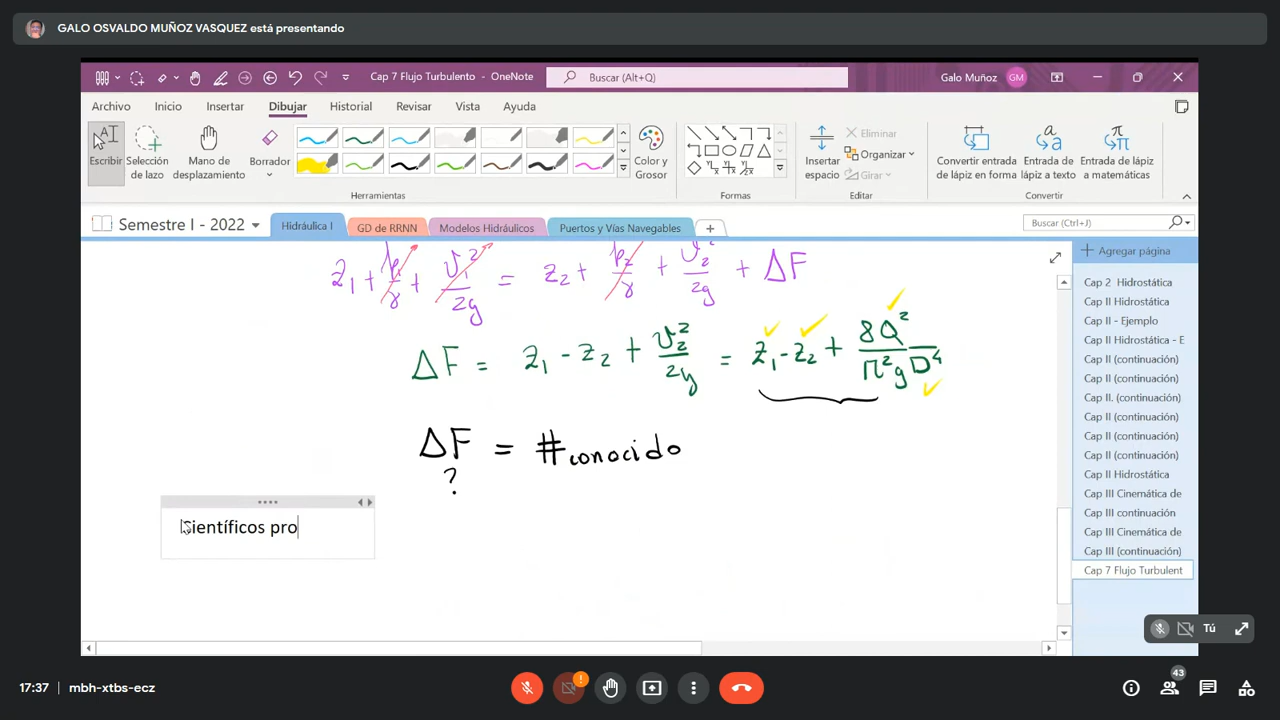 GALO OSVALDO MUÑOZ VASQUEZ está presentando
Cap 7 Flujo Turbulento - OneNote
Buscar (Alt+Q)
Galo Muñoz GM
Archivo Inicio Insertar Dibujar Historial Revisar Vista Ayuda
Escribir
Selección de lazo
Mano de desplazamiento
Borrador
Herramientas
Color y Grosor
Formas
Insertar espacio
Eliminar
Organizar
Girar
Editar
Convertir entrada de lápiz en forma
Entrada de lápiz a texto
Entrada de lápiz a matemáticas
Convertir
Semestre I - 2022
Hidráulica I
GD de RRNN
Modelos Hidráulicos
Puertos y Vías Navegables
Buscar (Ctrl+J)
z₁ + p₁/γ + v₁²/2g = z₂ + p₂/γ + v₂²/2g + ΔF
ΔF = z₁ - z₂ + v₂²/2g = z₁ - z₂ + 8Q²/π²gD⁴
ΔF = #conocido
?
Científicos pro
Agregar página
Cap 2 Hidrostática
Cap II Hidrostática
Cap II - Ejemplo
Cap II Hidrostática - E
Cap II (continuación)
Cap II (continuación)
Cap II. (continuación)
Cap II (continuación)
Cap II (continuación)
Cap II (continuación)
Cap II Hidrostática
Cap III Cinemática de
Cap III continuación
Cap III Cinemática de
Cap III (continuación)
Cap 7 Flujo Turbulent
Tú
17:37 mbh-xtbs-ecz
43